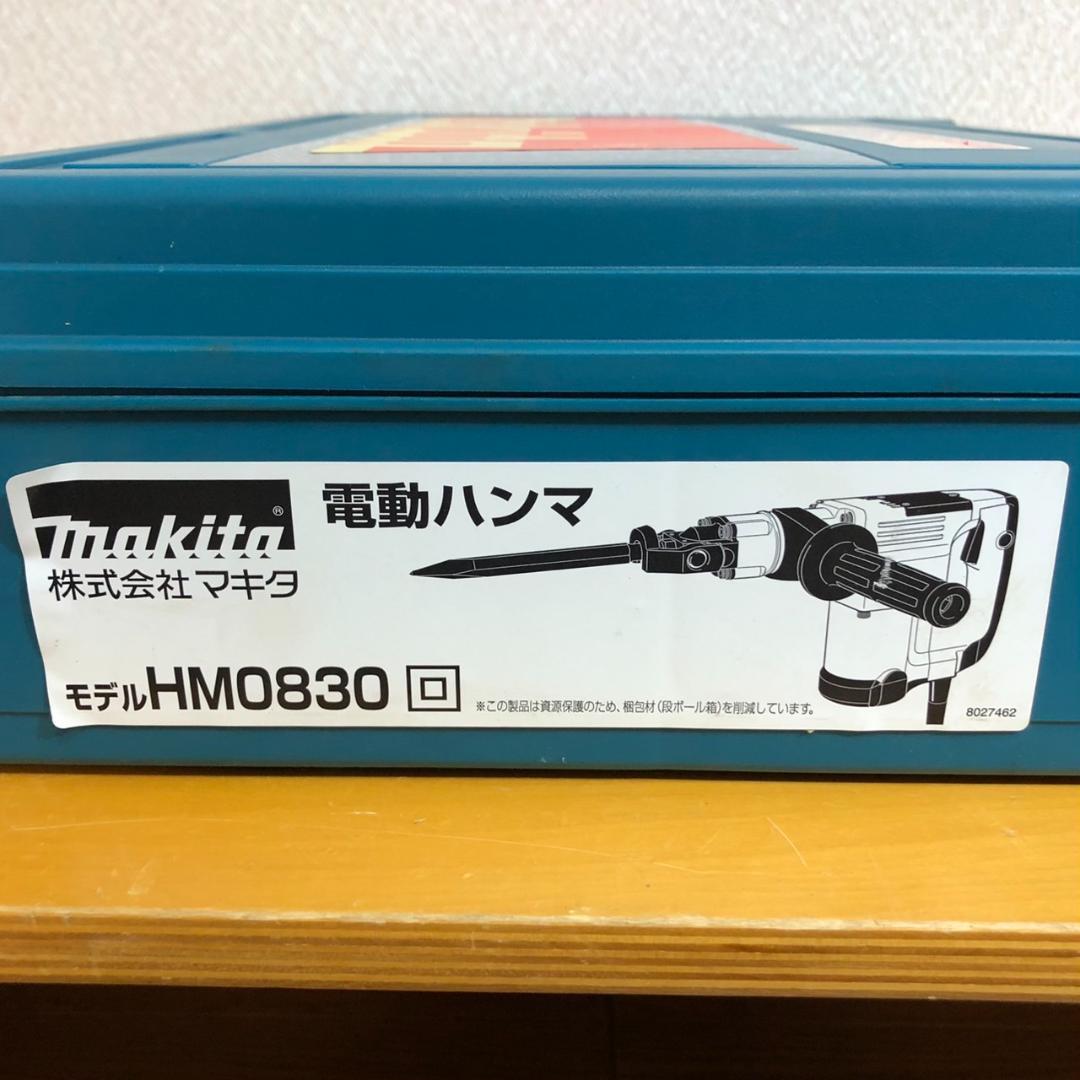 makita®
株式会社マキタ
電動ハンマ
モデルHM0830
※この製品は資源保護のため、梱包材(段ボール箱)を削減しています。
8027462